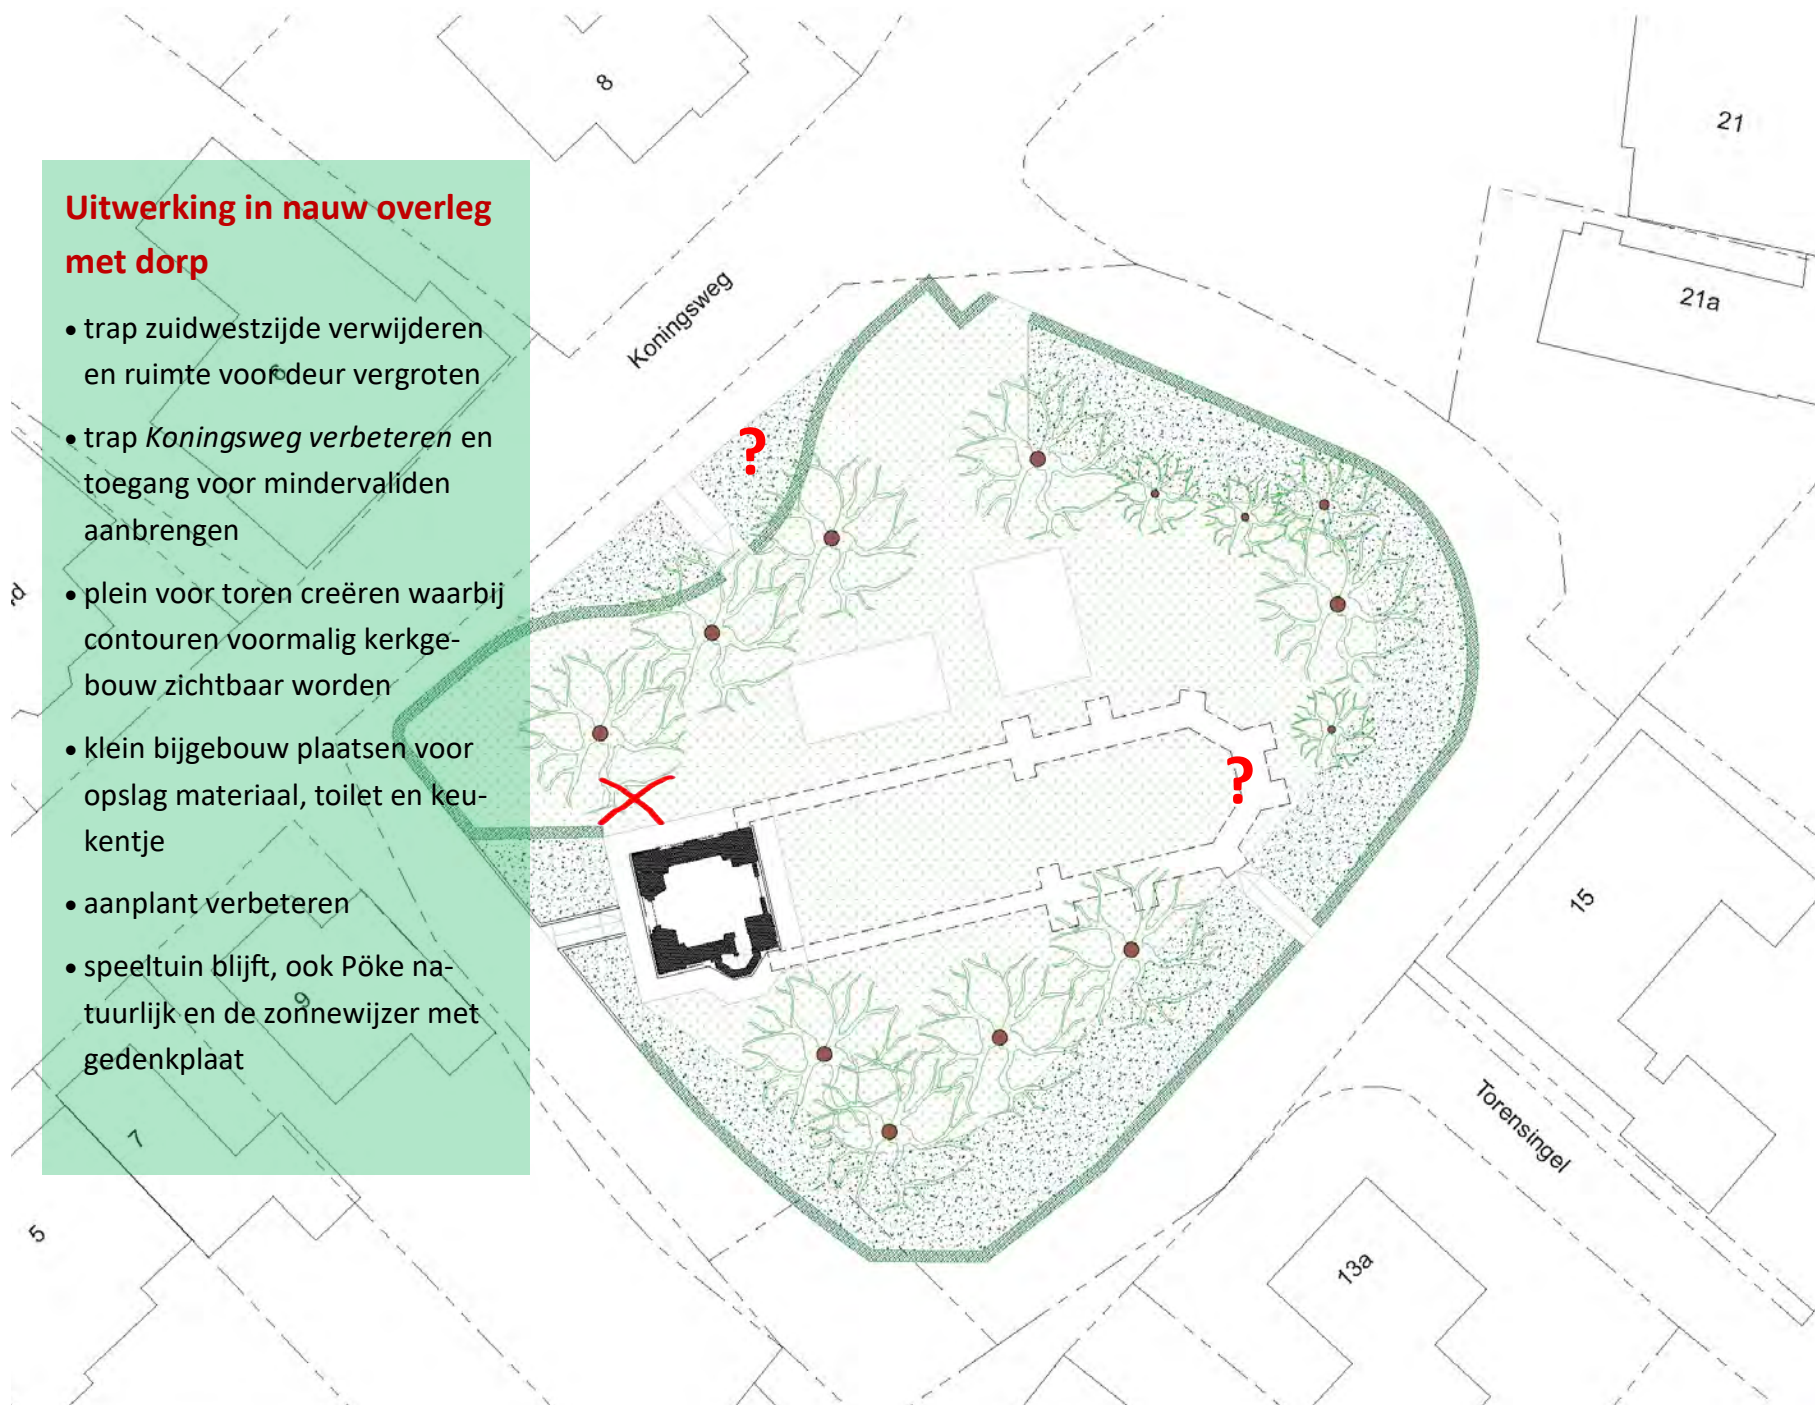 Uitwerking in nauw overleg
met dorp
• trap zuidwestzijde verwijderen
en ruimte voor deur vergroten
• trap Koningsweg verbeteren en
toegang voor mindervaliden
aanbrengen
• plein voor toren creëren waarbij
contouren voormalig kerkge-
bouw zichtbaar worden
• klein bijgebouw plaatsen voor
opslag materiaal, toilet en keu-
kentje
• aanplant verbeteren
• speeltuin blijft, ook Pöke na-
tuurlijk en de zonnewijzer met
gedenkplaat
8
Koningsweg
21
21a
?
?
15
Torensingel
13a
9
7
5
rd